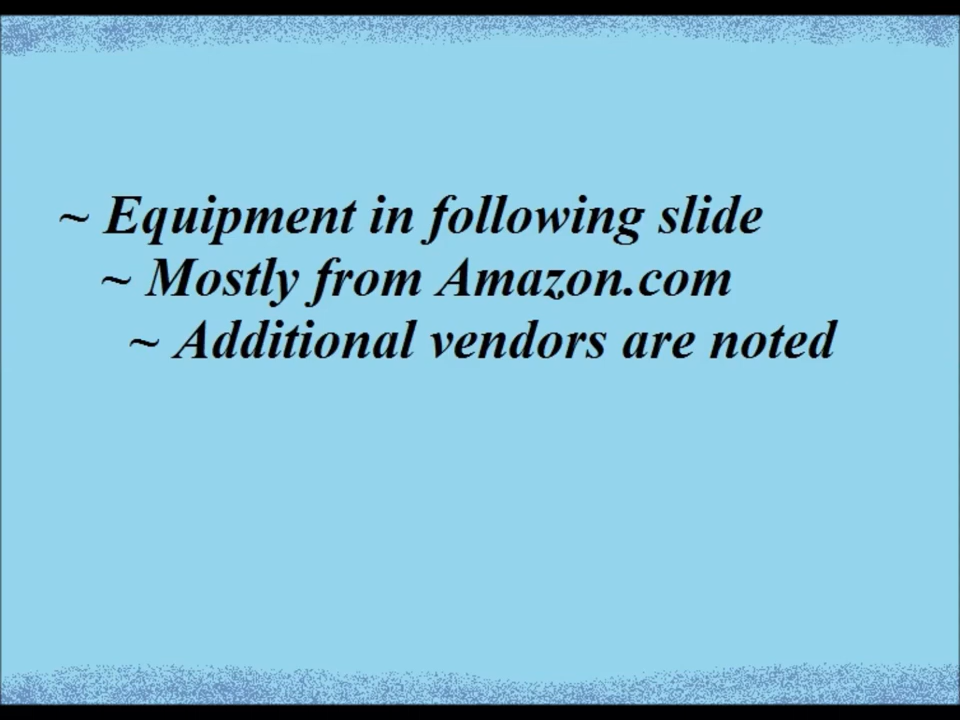 ~ Equipment in following slide
~ Mostly from Amazon.com
~ Additional vendors are noted